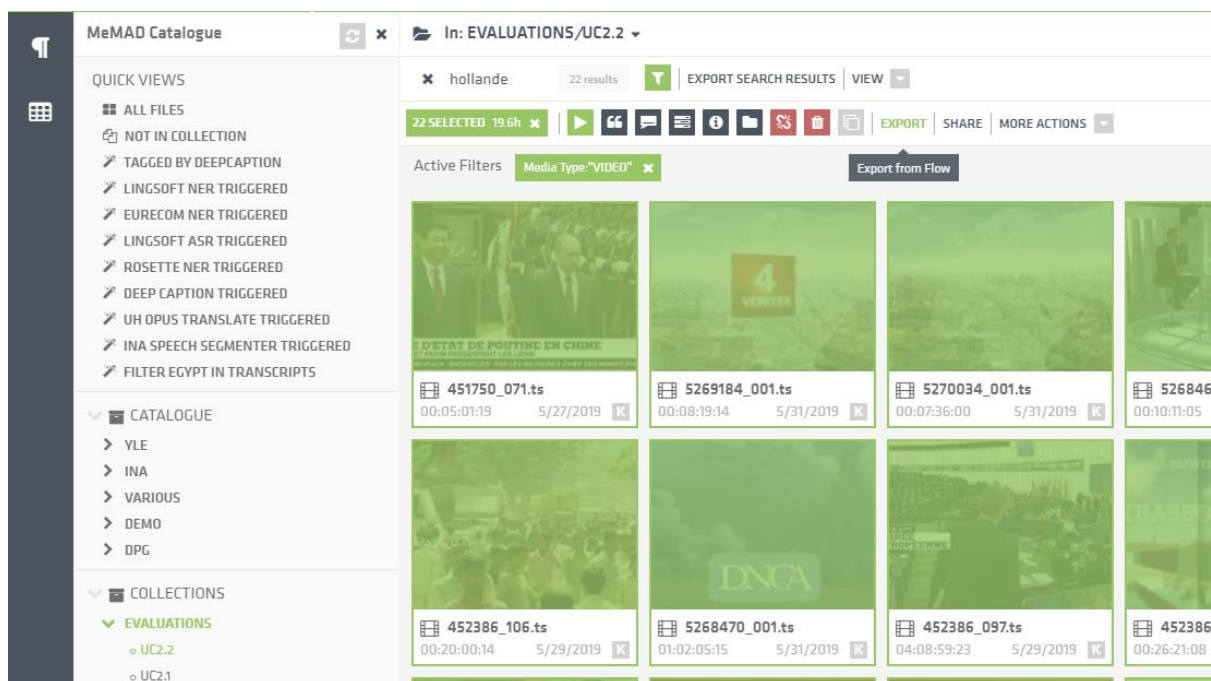 MeMAD Catalogue
QUICK VIEWS
ALL FILES
NOT IN COLLECTION
TAGGED BY DEEPCAPTION
LINGSOFT NER TRIGGERED
EURECOM NER TRIGGERED
LINGSOFT ASR TRIGGERED
ROSETTE NER TRIGGERED
DEEP CAPTION TRIGGERED
UH OPUS TRANSLATE TRIGGERED
INA SPEECH SEGMENTER TRIGGERED
FILTER EGYPT IN TRANSCRIPTS
CATALOGUE
YLE
INA
VARIOUS
DEMO
DPG
COLLECTIONS
EVALUATIONS
UC2.2
UC2.1
In: EVALUATIONS/UC2.2
hollande 22 results EXPORT SEARCH RESULTS VIEW
22 SELECTED 19.6h EXPORT SHARE MORE ACTIONS
Active Filters Media Type:"VIDEO" Export from Flow
D'ETAT DE POUTINE EN CHINE
4
VERITES
451750_071.ts 5269184_001.ts 5270034_001.ts 526846
00:05:01:19 5/27/2019 K 00:08:19:14 5/31/2019 K 00:07:36:00 5/31/2019 K 00:10:11:05
DNCA
452386_106.ts 5268470_001.ts 452386_097.ts 452386
00:20:00:14 5/29/2019 K 01:02:05:15 5/31/2019 K 04:08:59:23 5/29/2019 K 00:26:21:08